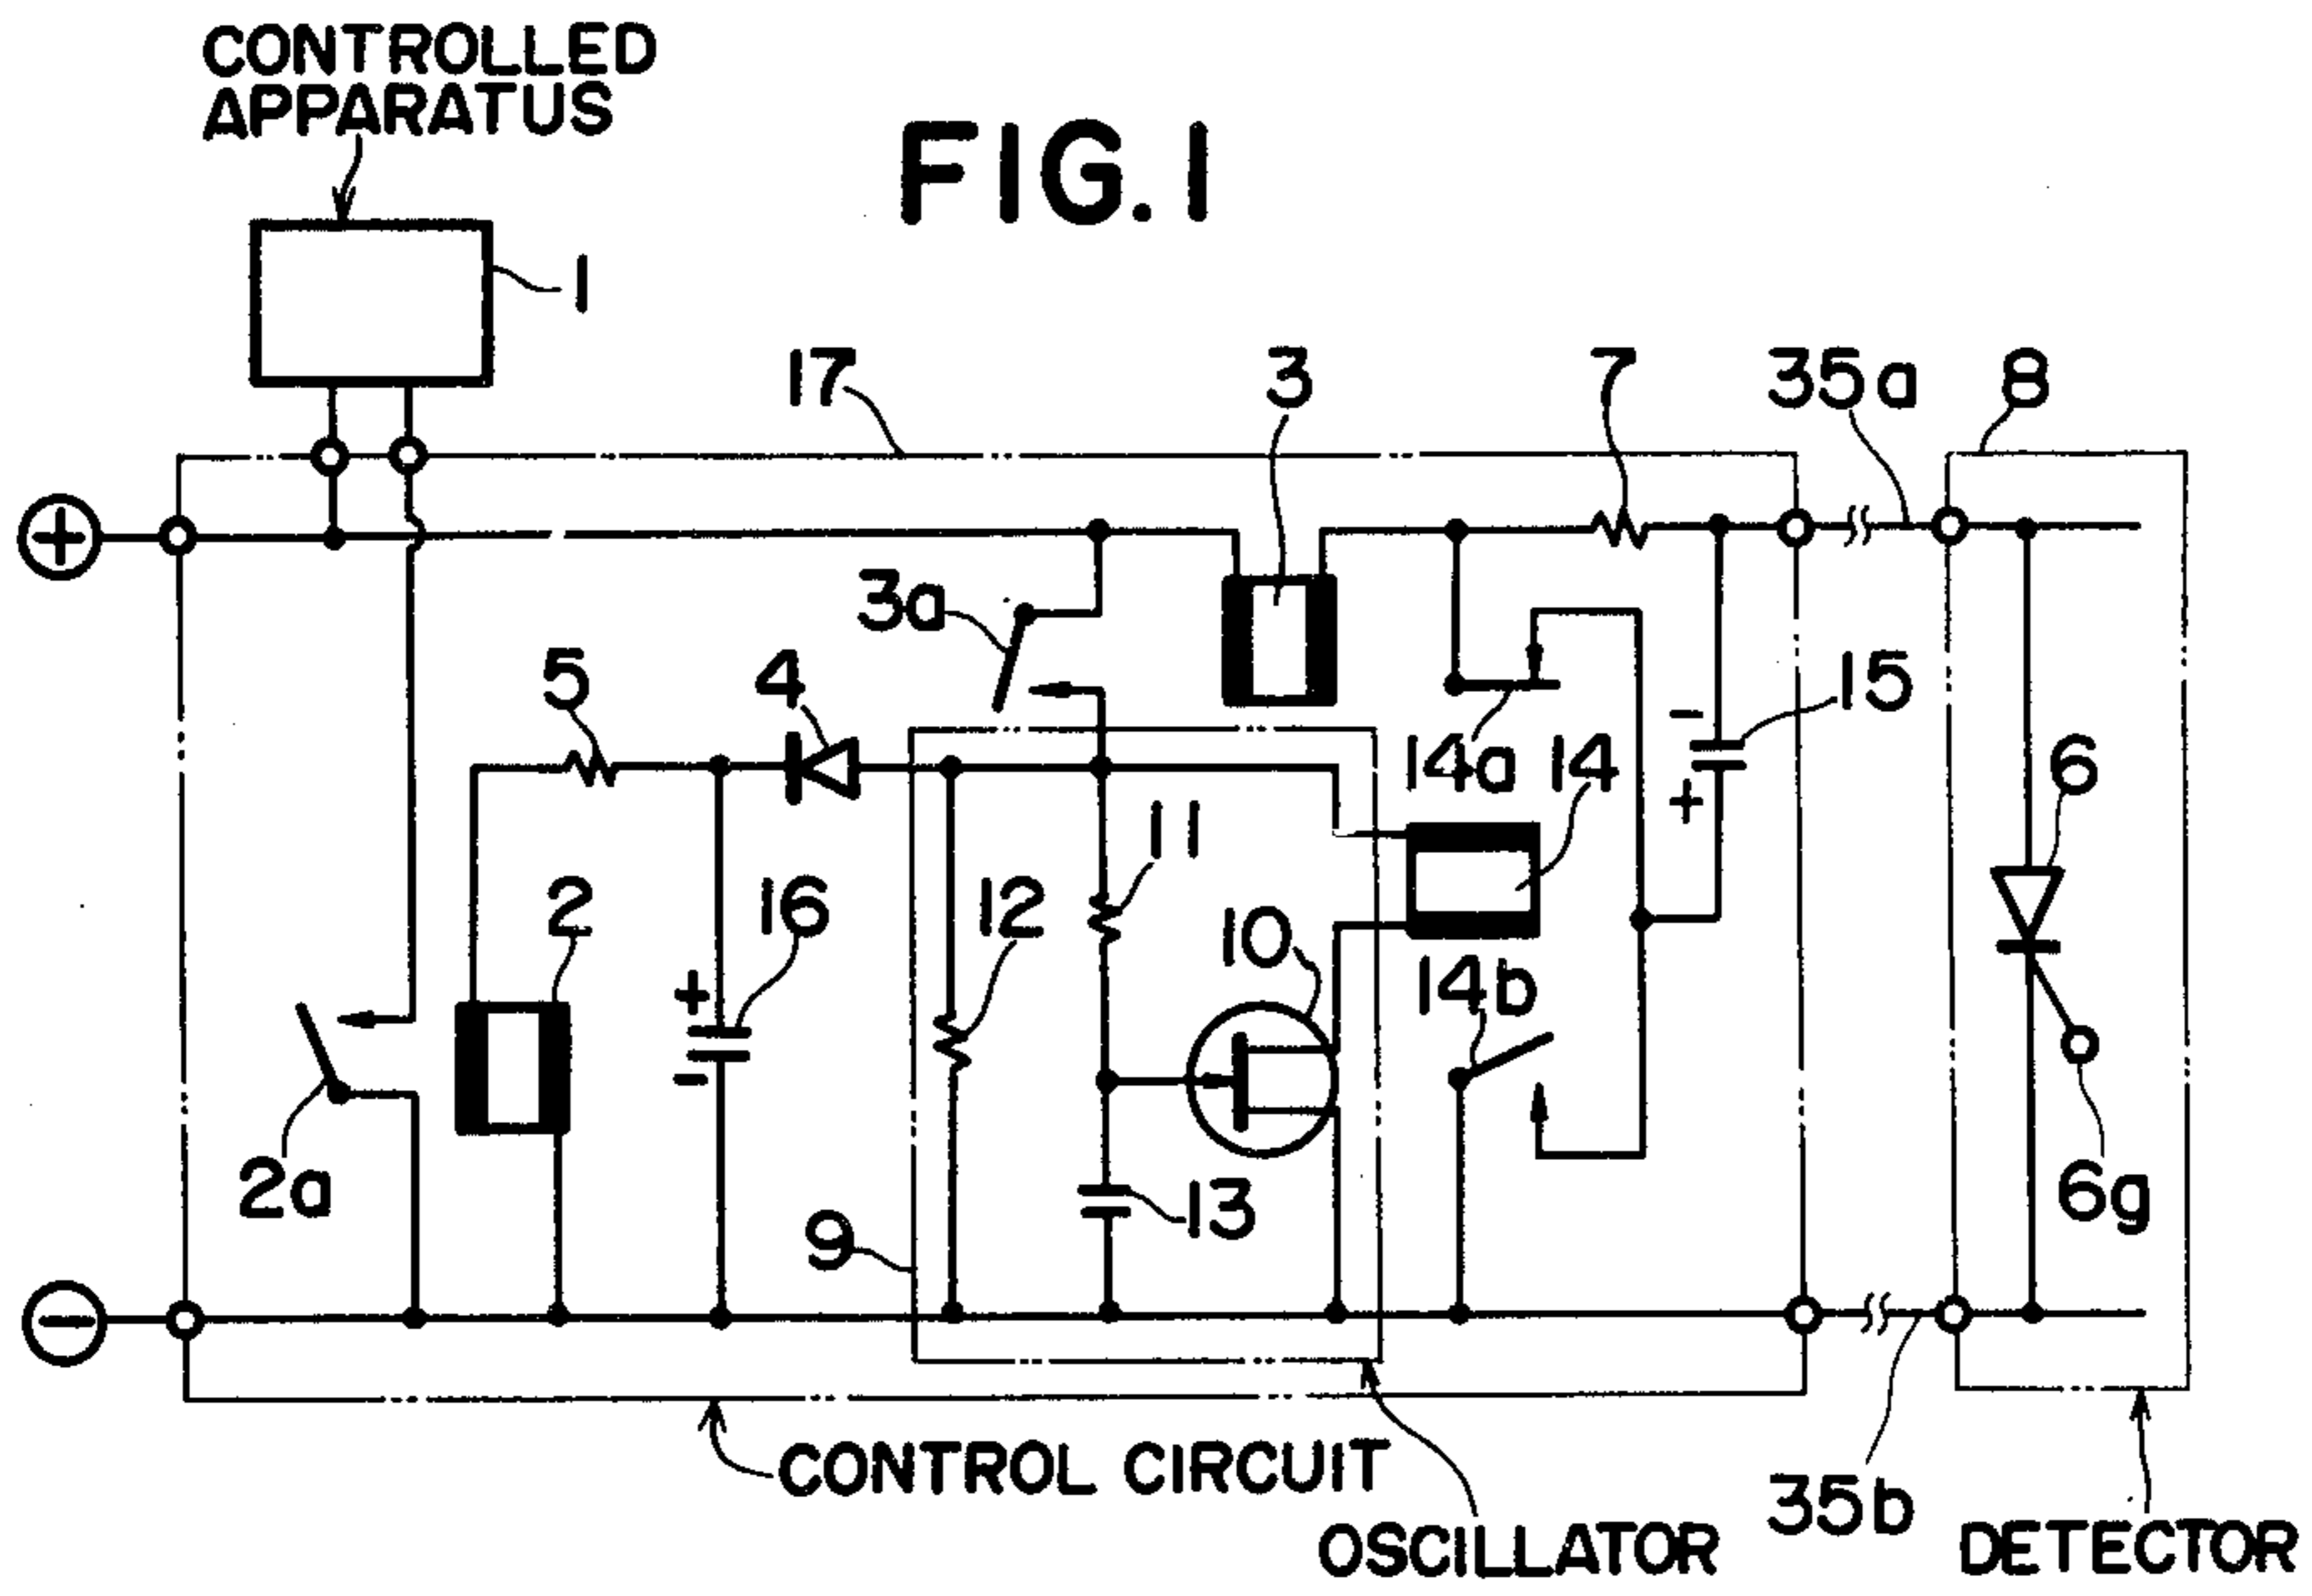 CONTROLLED
APPARATUS
FIG. 1
1
17
3
7
35a
8
+
3a
5
4
15
-
14a
14
6
+
11
2
16
12
10
+
14b
-
2a
13
6g
9
-
CONTROL CIRCUIT
35b
OSCILLATOR
DETECTOR